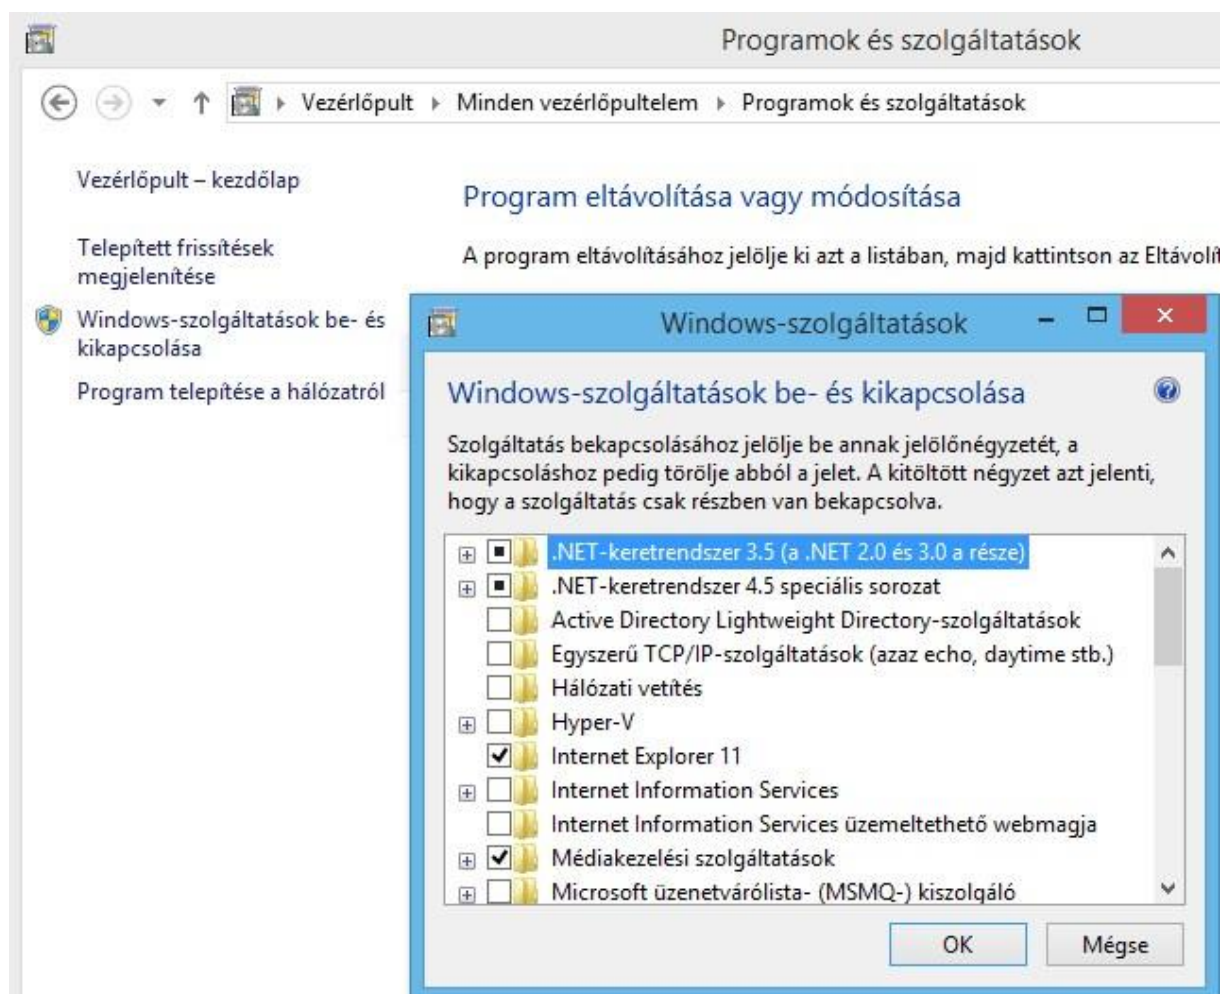 Programok és szolgáltatások
Vezérlőpult
Minden vezérlőpultelem
Programok és szolgáltatások
Vezérlőpult – kezdőlap
Telepített frissítések
megjelenítése
Windows-szolgáltatások be- és
kikapcsolása
Program telepítése a hálózatról
Program eltávolítása vagy módosítása
A program eltávolításához jelölje ki azt a listában, majd kattintson az Eltávolít
Windows-szolgáltatások
Windows-szolgáltatások be- és kikapcsolása
Szolgáltatás bekapcsolásához jelölje be annak jelölőnégyzetét, a
kikapcsoláshoz pedig törölje abból a jelet. A kitöltött négyzet azt jelenti,
hogy a szolgáltatás csak részben van bekapcsolva.
.NET-keretrendszer 3.5 (a .NET 2.0 és 3.0 a része)
.NET-keretrendszer 4.5 speciális sorozat
Active Directory Lightweight Directory-szolgáltatások
Egyszerű TCP/IP-szolgáltatások (azaz echo, daytime stb.)
Hálózati vetítés
Hyper-V
Internet Explorer 11
Internet Information Services
Internet Information Services üzemeltethető webmagja
Médiakezelési szolgáltatások
Microsoft üzenetvárólista- (MSMQ-) kiszolgáló
OK
Mégse